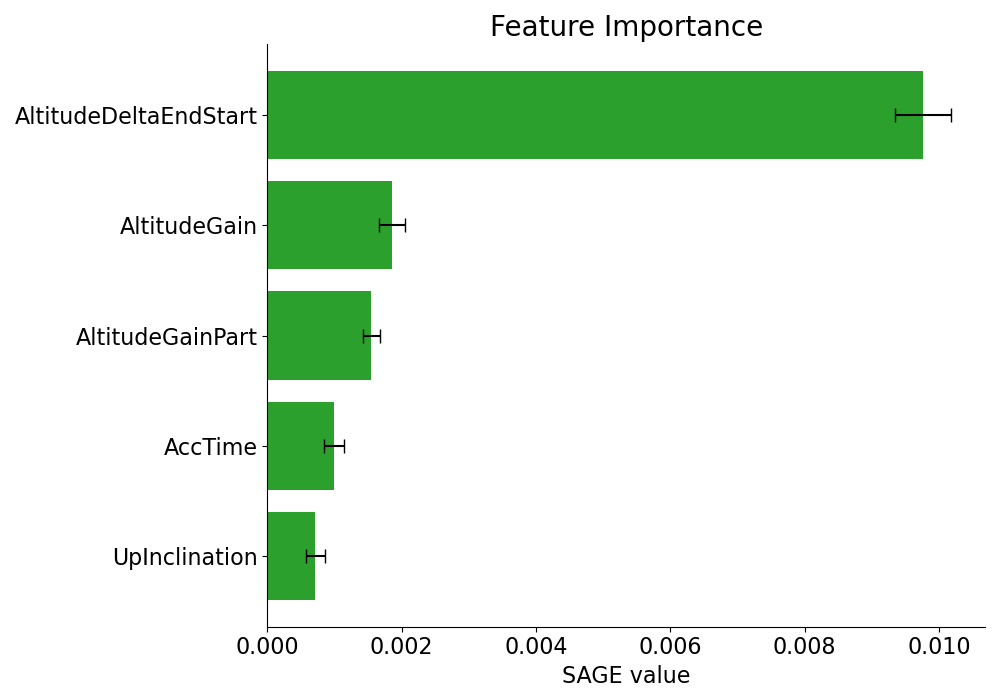 Feature Importance
AltitudeDeltaEndStart
AltitudeGain
AltitudeGainPart
AccTime
UpInclination
0.000 0.002 0.004 0.006 0.008 0.010
SAGE value